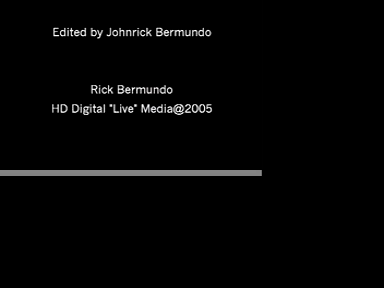 Edited by Johnrick Bermundo
Rick Bermundo
HD Digital "Live" Media@2005